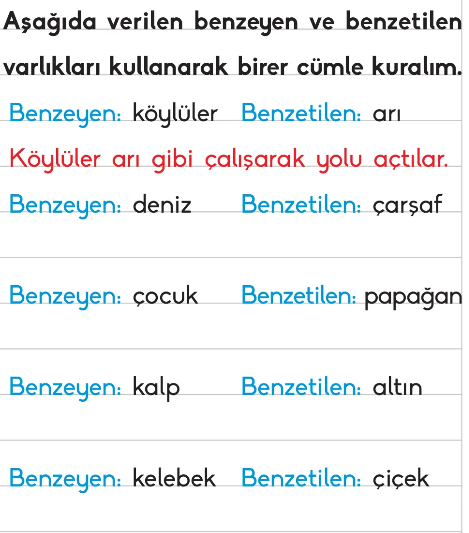 Aşağıda verilen benzeyen ve benzetilen
varlıkları kullanarak birer cümle kuralım.
Benzeyen: köylüler Benzetilen: arı
Köylüler arı gibi çalışarak yolu açtılar.
Benzeyen: deniz Benzetilen: çarşaf
Benzeyen: çocuk Benzetilen: papağan
Benzeyen: kalp Benzetilen: altın
Benzeyen: kelebek Benzetilen: çiçek